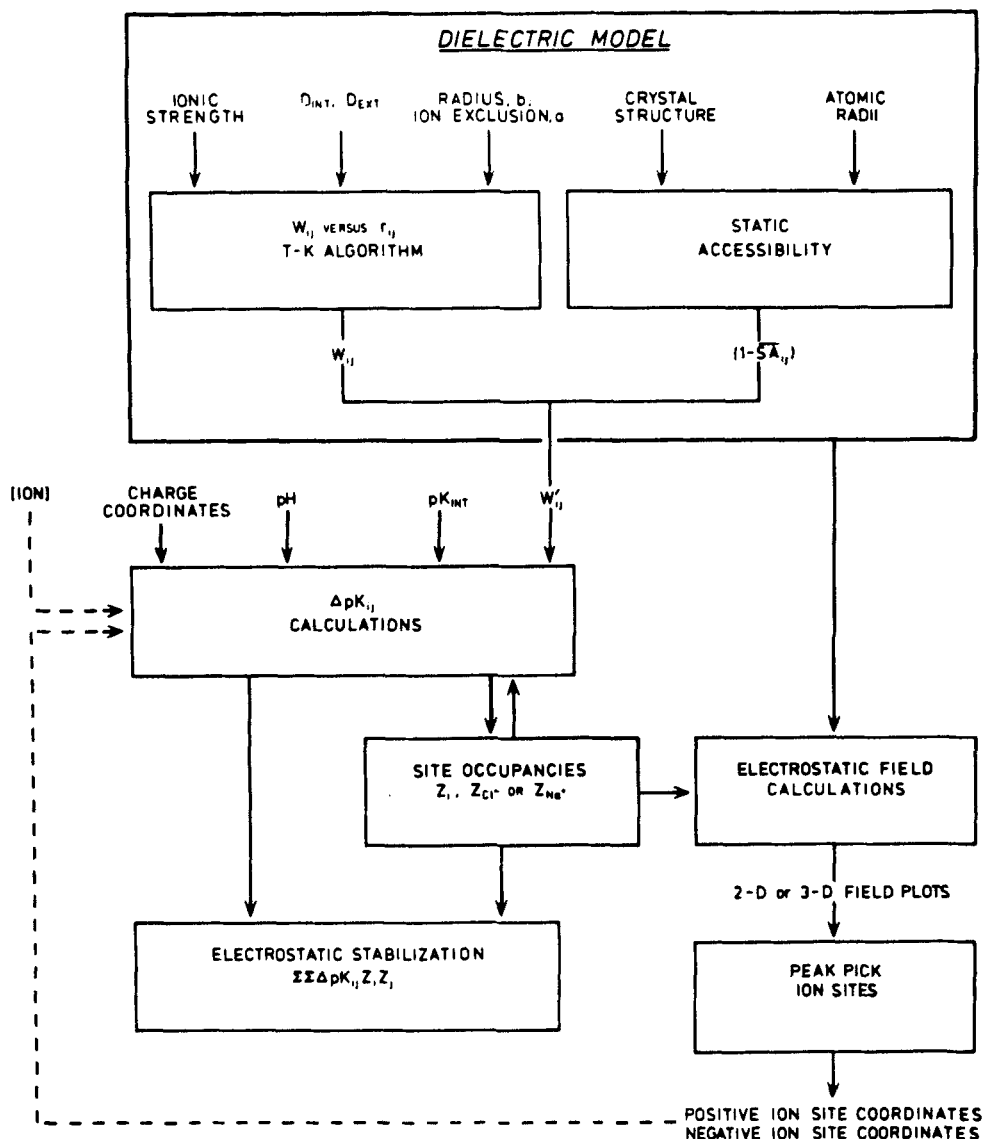 DIELECTRIC MODEL
IONIC
STRENGTH
D_INT, D_EXT
RADIUS, b,
ION EXCLUSION, a
CRYSTAL
STRUCTURE
ATOMIC
RADII
W_ij VERSUS r_ij
T-K ALGORITHM
STATIC
ACCESSIBILITY
W_ij
(1-S̅A̅_ij)
[ION]
CHARGE
COORDINATES
pH
pK_INT
W'_ij
ΔpK_ij
CALCULATIONS
SITE OCCUPANCIES
Z_i, Z_Cl⁻ OR Z_Na⁺
ELECTROSTATIC FIELD
CALCULATIONS
2-D or 3-D FIELD PLOTS
ELECTROSTATIC STABILIZATION
ΣΣΔpK_ij Z_i Z_j
PEAK PICK
ION SITES
POSITIVE ION SITE COORDINATES
NEGATIVE ION SITE COORDINATES